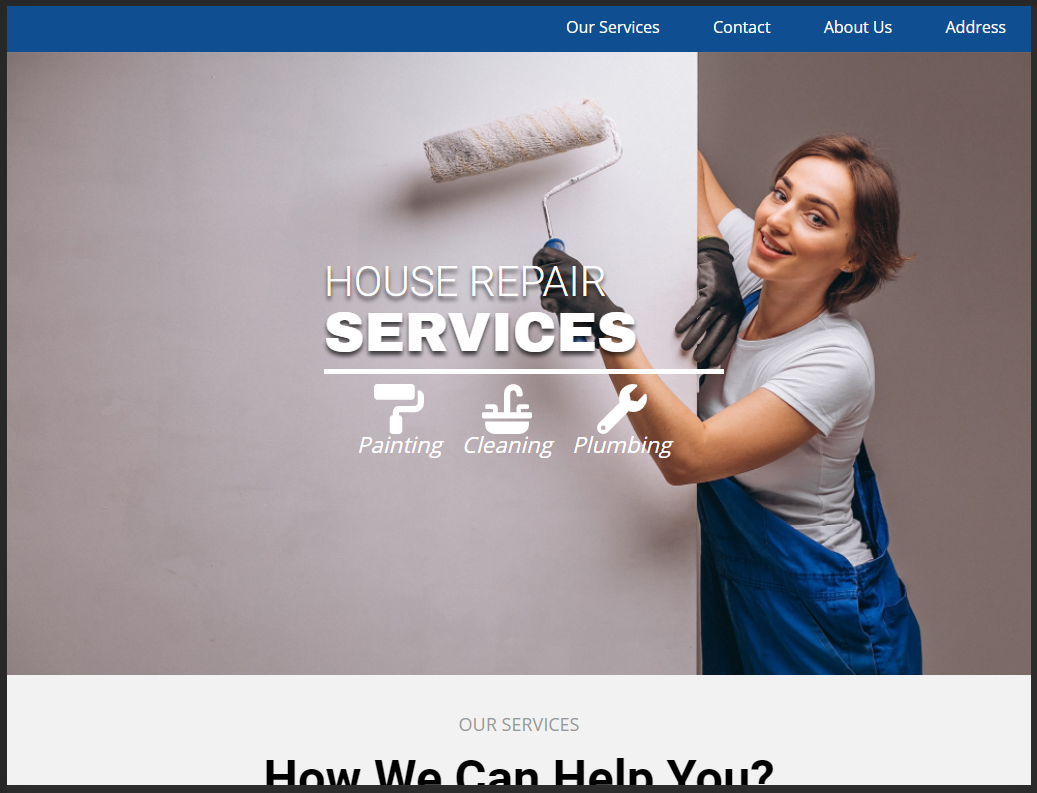 Our Services Contact About Us Address
HOUSE REPAIR
SERVICES
Painting Cleaning Plumbing
OUR SERVICES
How We Can Help You?